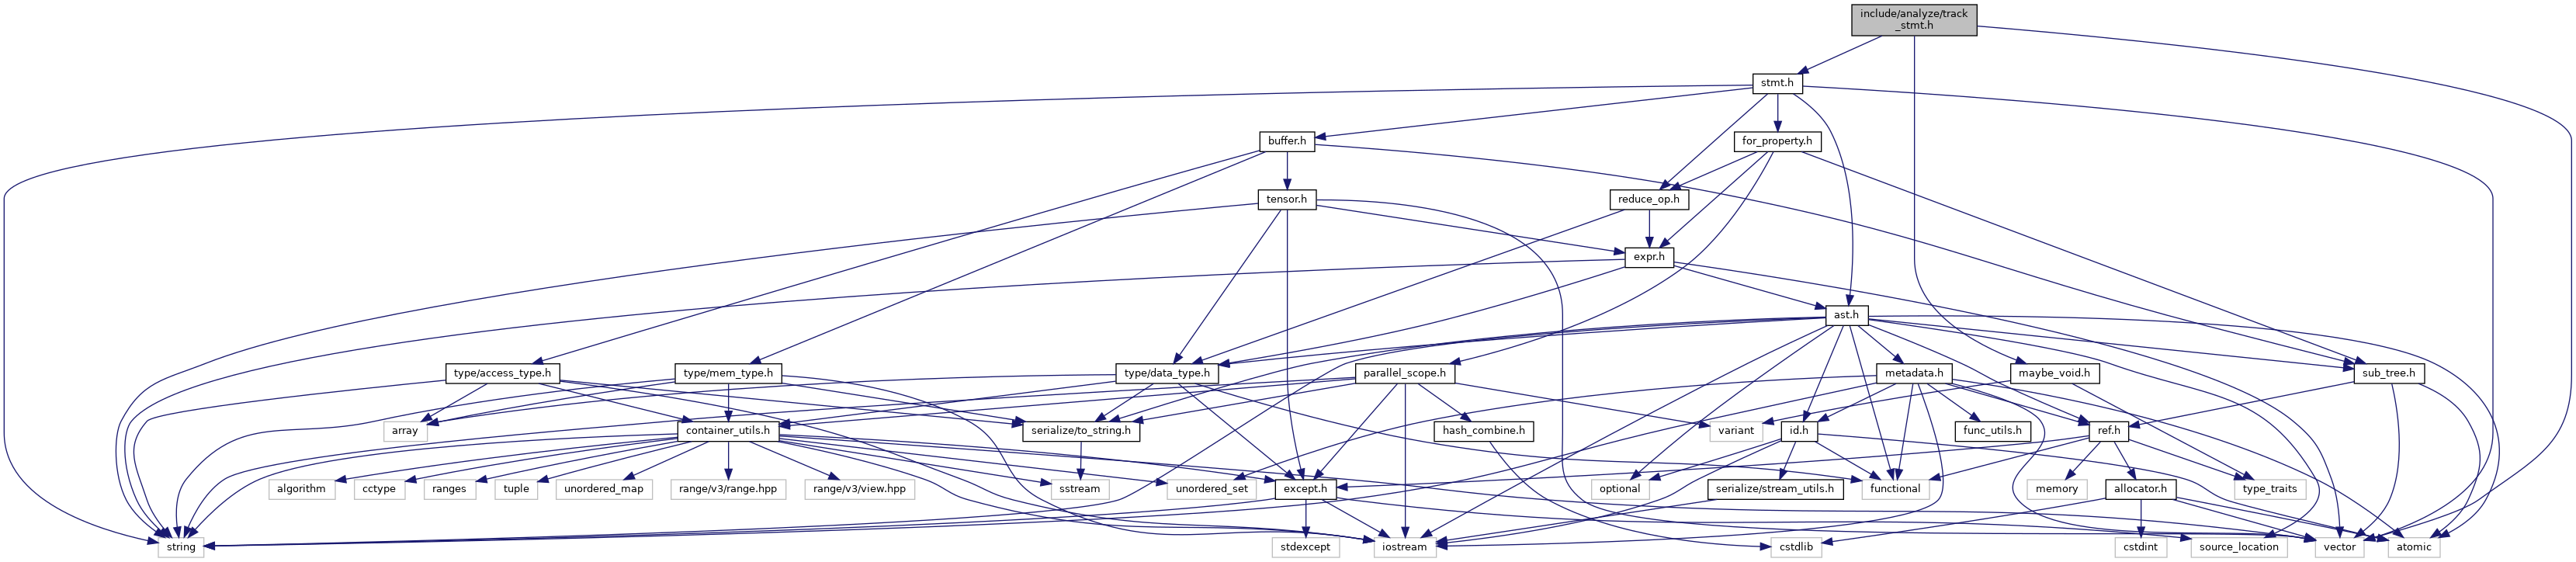 include/analyze/track
_stmt.h
stmt.h
buffer.h
for_property.h
tensor.h
reduce_op.h
expr.h
ast.h
type/access_type.h
type/mem_type.h
type/data_type.h
parallel_scope.h
metadata.h
maybe_void.h
sub_tree.h
array
container_utils.h
serialize/to_string.h
hash_combine.h
variant
id.h
func_utils.h
ref.h
algorithm
cctype
ranges
tuple
unordered_map
range/v3/range.hpp
range/v3/view.hpp
sstream
unordered_set
except.h
optional
serialize/stream_utils.h
functional
memory
allocator.h
type_traits
string
stdexcept
iostream
cstdlib
cstdint
source_location
vector
atomic